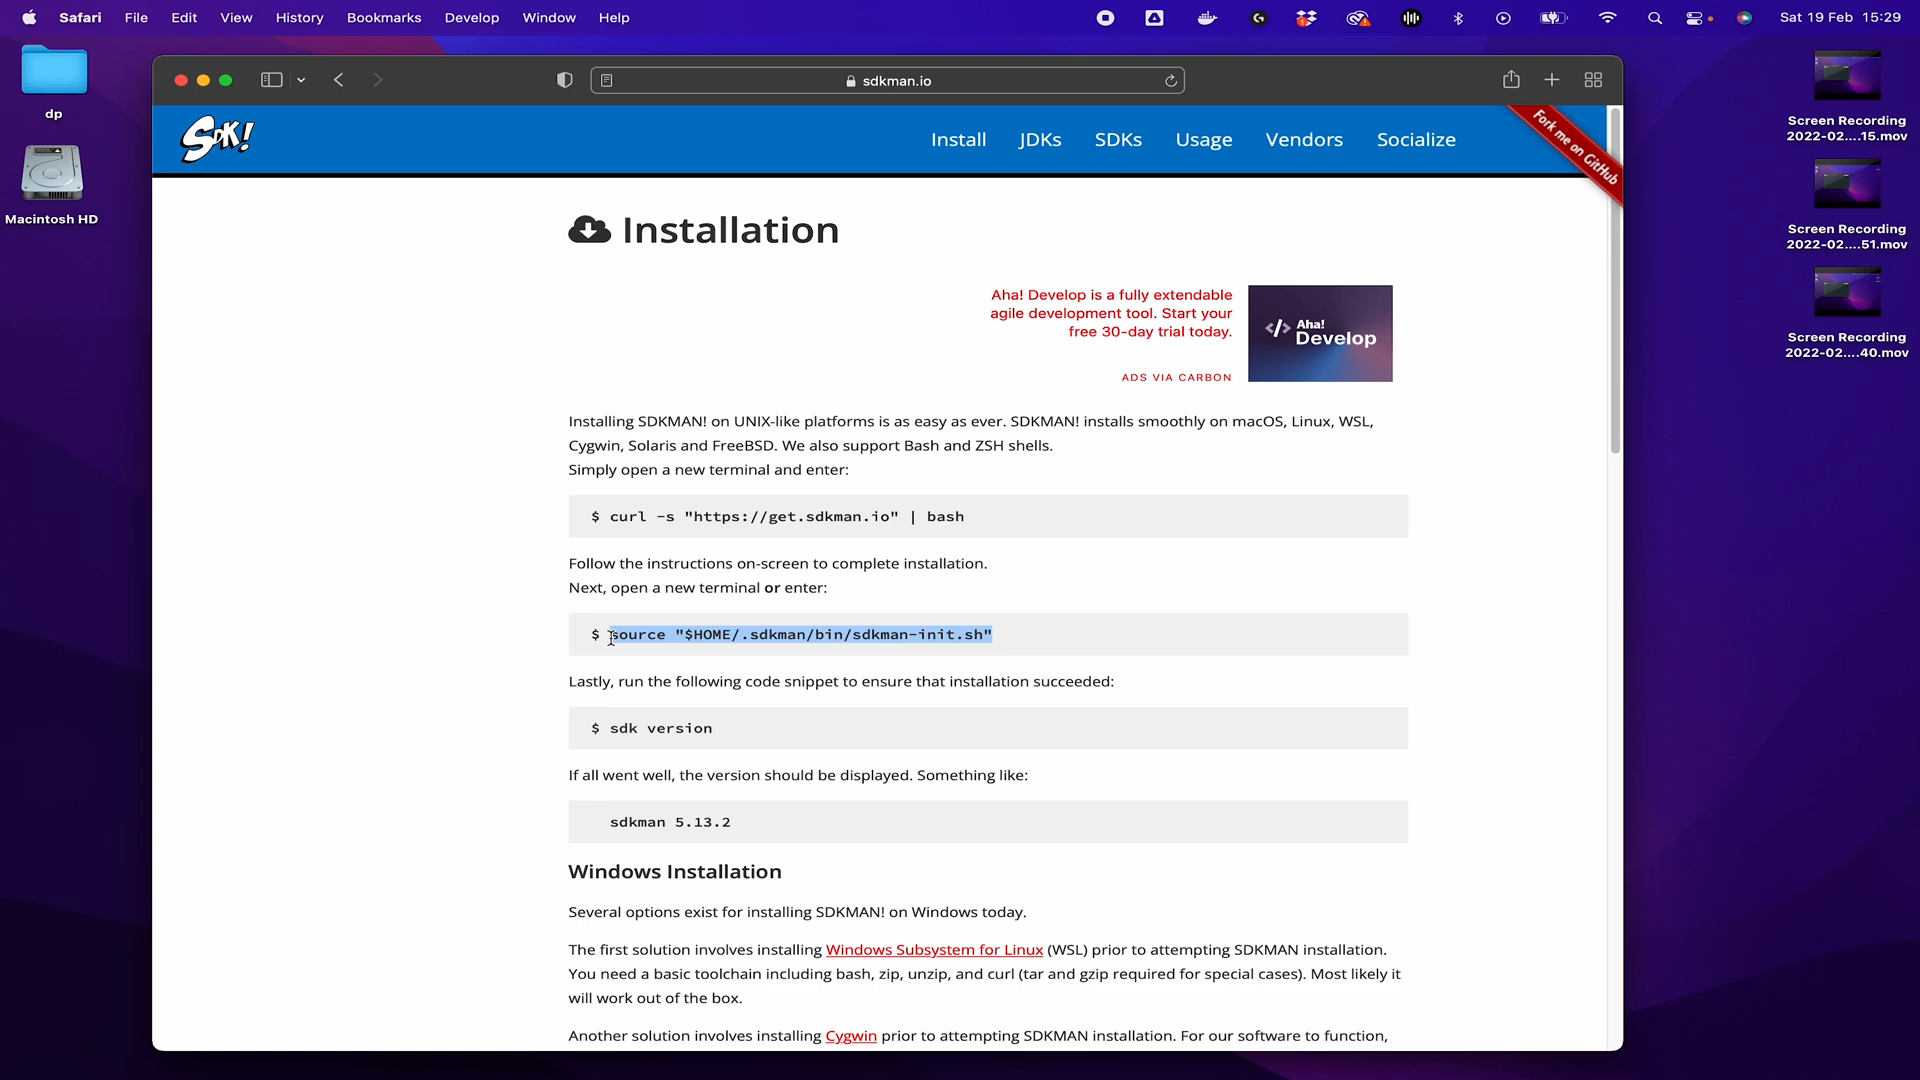 Safari File Edit View History Bookmarks Develop Window Help Sat 19 Feb 15:29
dp
Macintosh HD
Screen Recording
2022-02....15.mov
Screen Recording
2022-02....51.mov
Screen Recording
2022-02....40.mov
sdkman.io
SDK!
Install JDKs SDKs Usage Vendors Socialize
Fork me on GitHub
Installation
Aha! Develop is a fully extendable
agile development tool. Start your
free 30-day trial today.
</> Aha!
Develop
ADS VIA CARBON
Installing SDKMAN! on UNIX-like platforms is as easy as ever. SDKMAN! installs smoothly on macOS, Linux, WSL,
Cygwin, Solaris and FreeBSD. We also support Bash and ZSH shells.
Simply open a new terminal and enter:
$ curl -s "https://get.sdkman.io" | bash
Follow the instructions on-screen to complete installation.
Next, open a new terminal or enter:
$ source "$HOME/.sdkman/bin/sdkman-init.sh"
Lastly, run the following code snippet to ensure that installation succeeded:
$ sdk version
If all went well, the version should be displayed. Something like:
sdkman 5.13.2
Windows Installation
Several options exist for installing SDKMAN! on Windows today.
The first solution involves installing Windows Subsystem for Linux (WSL) prior to attempting SDKMAN installation.
You need a basic toolchain including bash, zip, unzip, and curl (tar and gzip required for special cases). Most likely it
will work out of the box.
Another solution involves installing Cygwin prior to attempting SDKMAN installation. For our software to function,